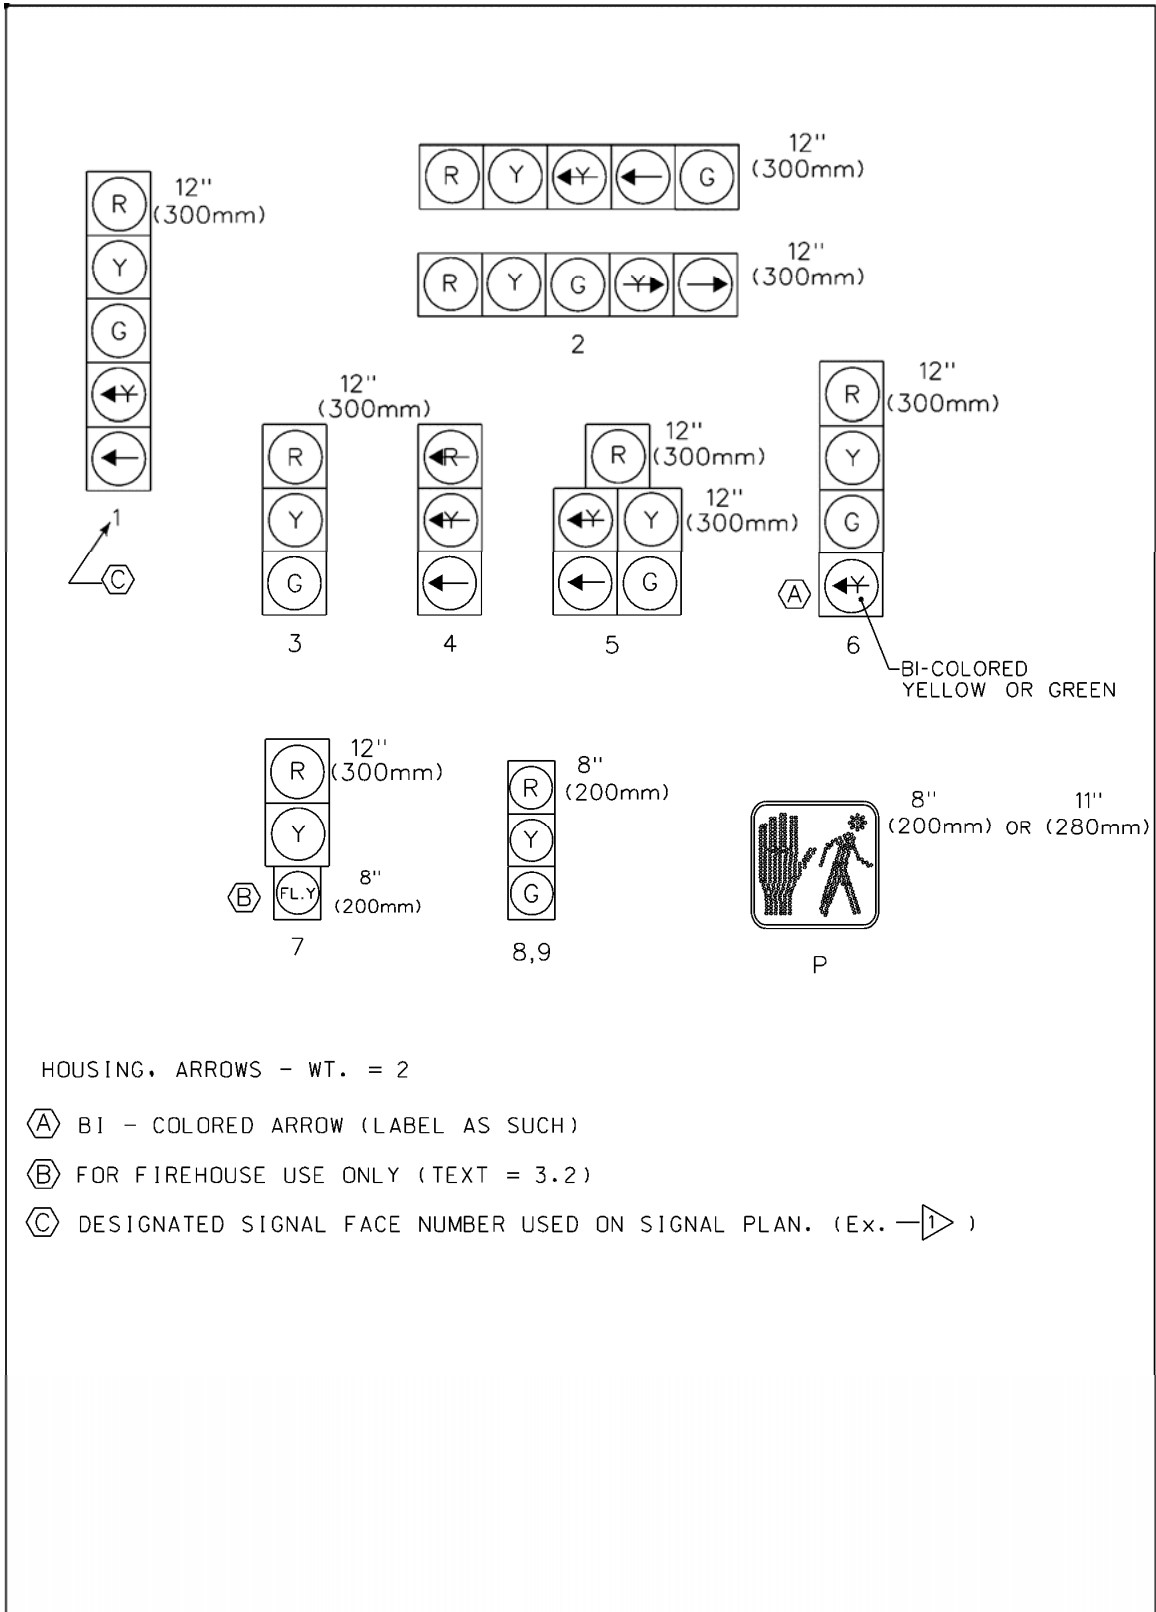 R Y Y G 12"
(300mm)
R 12"
(300mm)
Y
G
Y
R Y G Y 12"
(300mm)
2
1
C
12"
(300mm)
R
Y
G
3
R
Y
4
R 12"
(300mm)
Y Y 12"
(300mm)
G
5
R 12"
(300mm)
Y
G
A Y
6
BI-COLORED
YELLOW OR GREEN
R 12"
(300mm)
Y
B FL.Y 8"
(200mm)
7
R 8"
(200mm)
Y
G
8,9
8" 11"
(200mm) OR (280mm)
P
HOUSING, ARROWS - WT. = 2
A BI - COLORED ARROW (LABEL AS SUCH)
B FOR FIREHOUSE USE ONLY (TEXT = 3.2)
C DESIGNATED SIGNAL FACE NUMBER USED ON SIGNAL PLAN. (Ex. 1 )